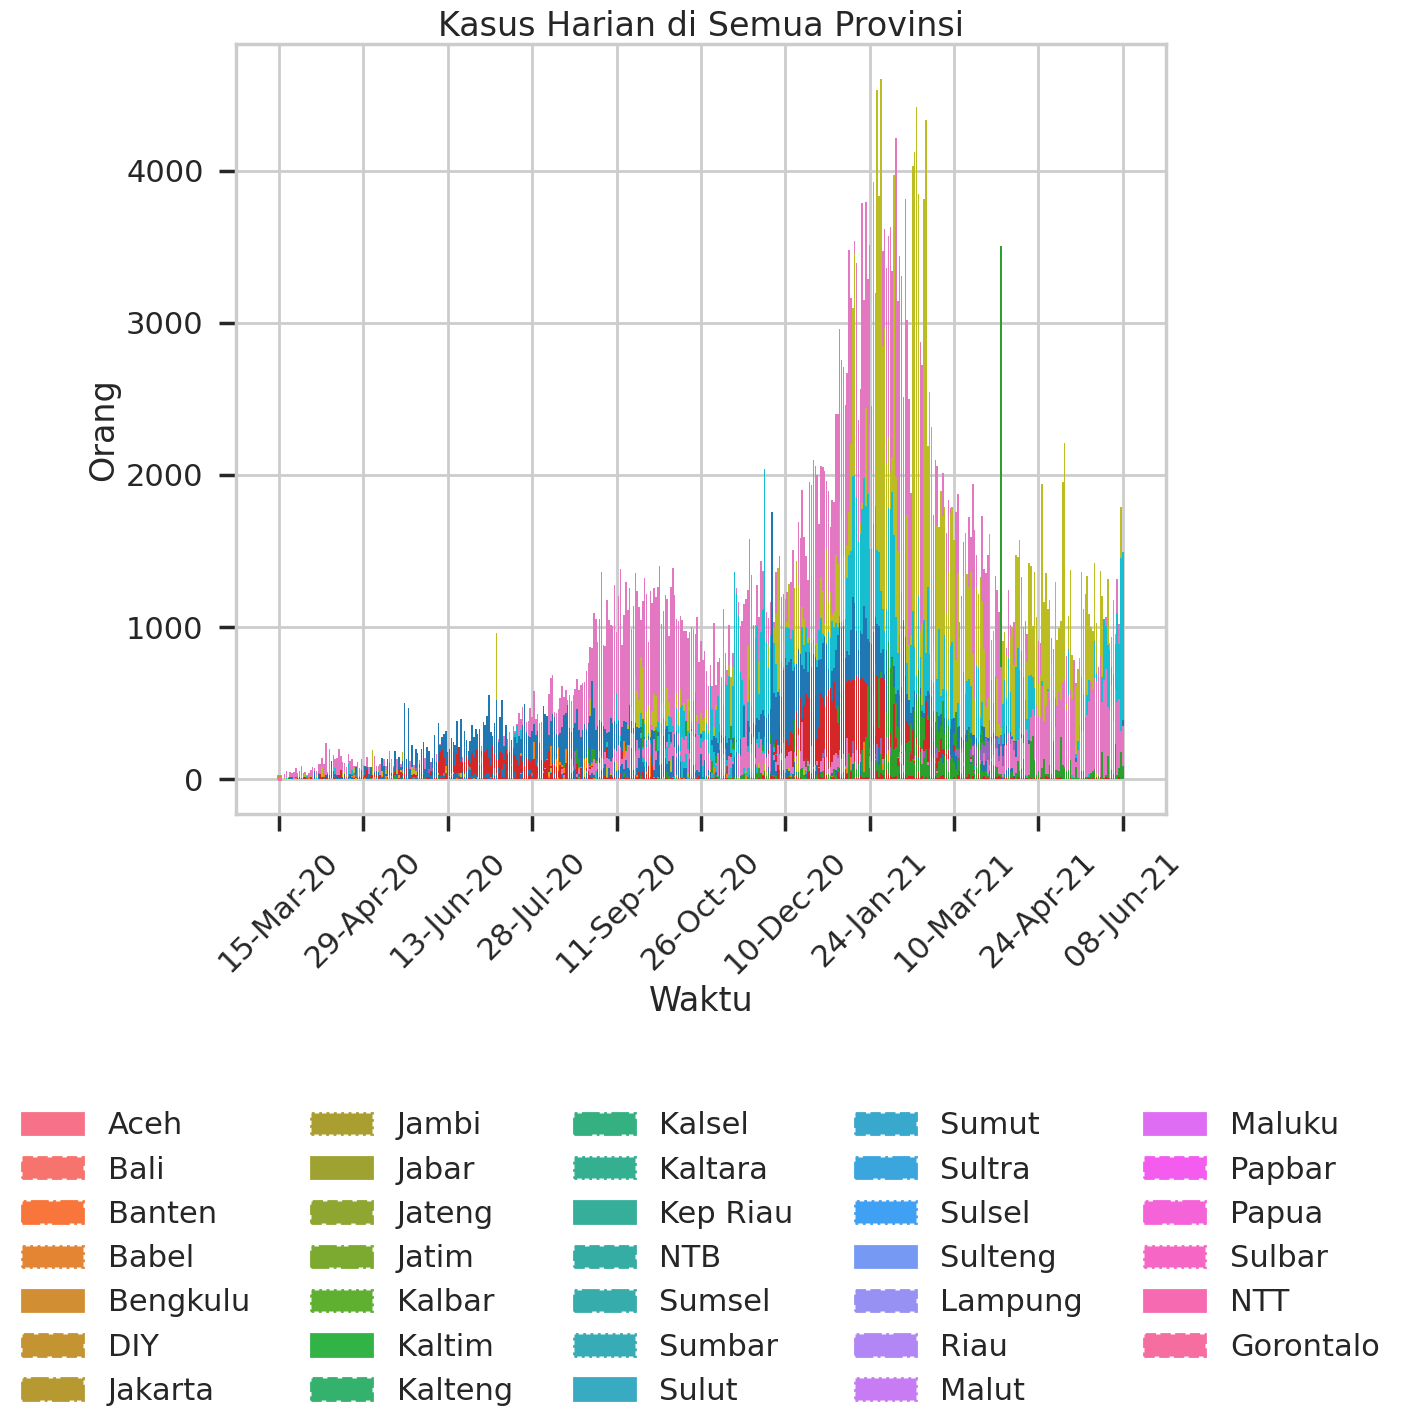 Kasus Harian di Semua Provinsi
4000
3000
2000
1000
0
Orang
15-Mar-20
29-Apr-20
13-Jun-20
28-Jul-20
11-Sep-20
26-Oct-20
10-Dec-20
24-Jan-21
10-Mar-21
24-Apr-21
08-Jun-21
Waktu
Aceh
Bali
Banten
Babel
Bengkulu
DIY
Jakarta
Jambi
Jabar
Jateng
Jatim
Kalbar
Kaltim
Kalteng
Kalsel
Kaltara
Kep Riau
NTB
Sumsel
Sumbar
Sulut
Sumut
Sultra
Sulsel
Sulteng
Lampung
Riau
Malut
Maluku
Papbar
Papua
Sulbar
NTT
Gorontalo